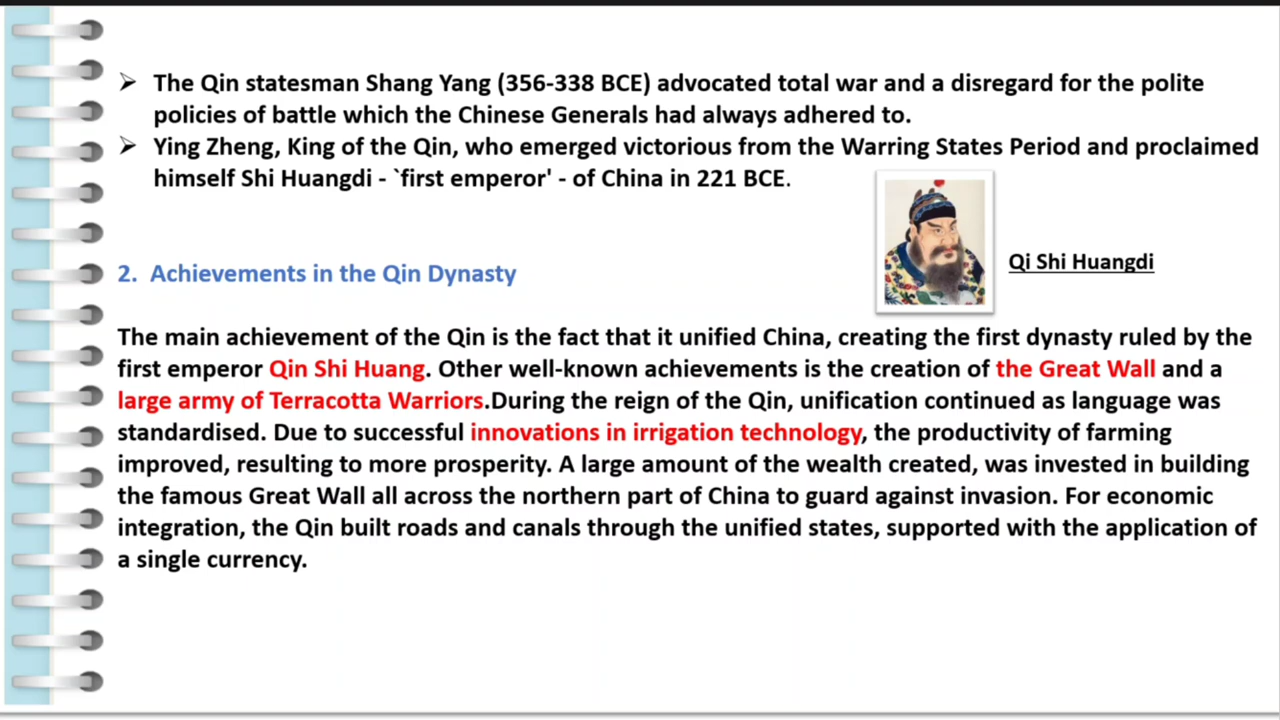 ➢ The Qin statesman Shang Yang (356-338 BCE) advocated total war and a disregard for the polite
policies of battle which the Chinese Generals had always adhered to.
➢ Ying Zheng, King of the Qin, who emerged victorious from the Warring States Period and proclaimed
himself Shi Huangdi - `first emperor' - of China in 221 BCE.
Qi Shi Huangdi
2. Achievements in the Qin Dynasty
The main achievement of the Qin is the fact that it unified China, creating the first dynasty ruled by the
first emperor Qin Shi Huang. Other well-known achievements is the creation of the Great Wall and a
large army of Terracotta Warriors.During the reign of the Qin, unification continued as language was
standardised. Due to successful innovations in irrigation technology, the productivity of farming
improved, resulting to more prosperity. A large amount of the wealth created, was invested in building
the famous Great Wall all across the northern part of China to guard against invasion. For economic
integration, the Qin built roads and canals through the unified states, supported with the application of
a single currency.